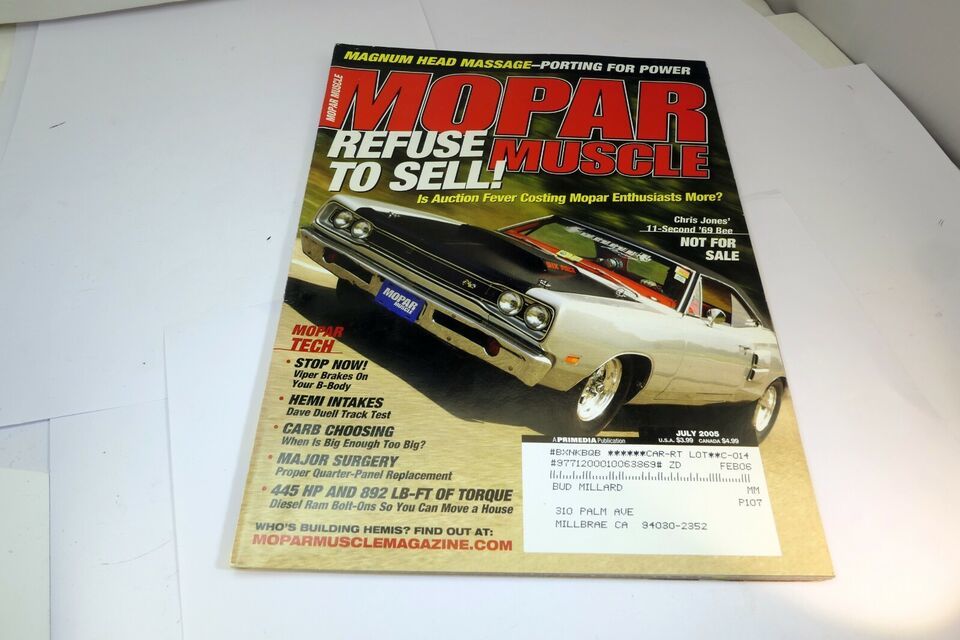 MAGNUM HEAD MASSAGE–PORTING FOR POWER
MOPAR MUSCLE
MOPAR
MUSCLE
REFUSE
TO SELL!
Is Auction Fever Costing Mopar Enthusiasts More?
Chris Jones'
11-Second '69 Bee
NOT FOR
SALE
SIX PACK
MOPAR
MUSCLE
MOPAR
TECH
• STOP NOW!
Viper Brakes On
Your B-Body
• HEMI INTAKES
Dave Duell Track Test
• CARB CHOOSING
When Is Big Enough Too Big?
• MAJOR SURGERY
Proper Quarter-Panel Replacement
• 445 HP AND 892 LB-FT OF TORQUE
Diesel Ram Bolt-Ons So You Can Move a House
WHO'S BUILDING HEMIS? FIND OUT AT:
MOPARMUSCLEMAGAZINE.COM
JULY 2005
A PRIMEDIA Publication U.S.A. $3.99 CANADA $4.99
#BXNKBQB ******CAR-RT LOT**C-014
#9771200010063869# ZD FEB06
BUD MILLARD MM
P107
310 PALM AVE
MILLBRAE CA 94030-2352